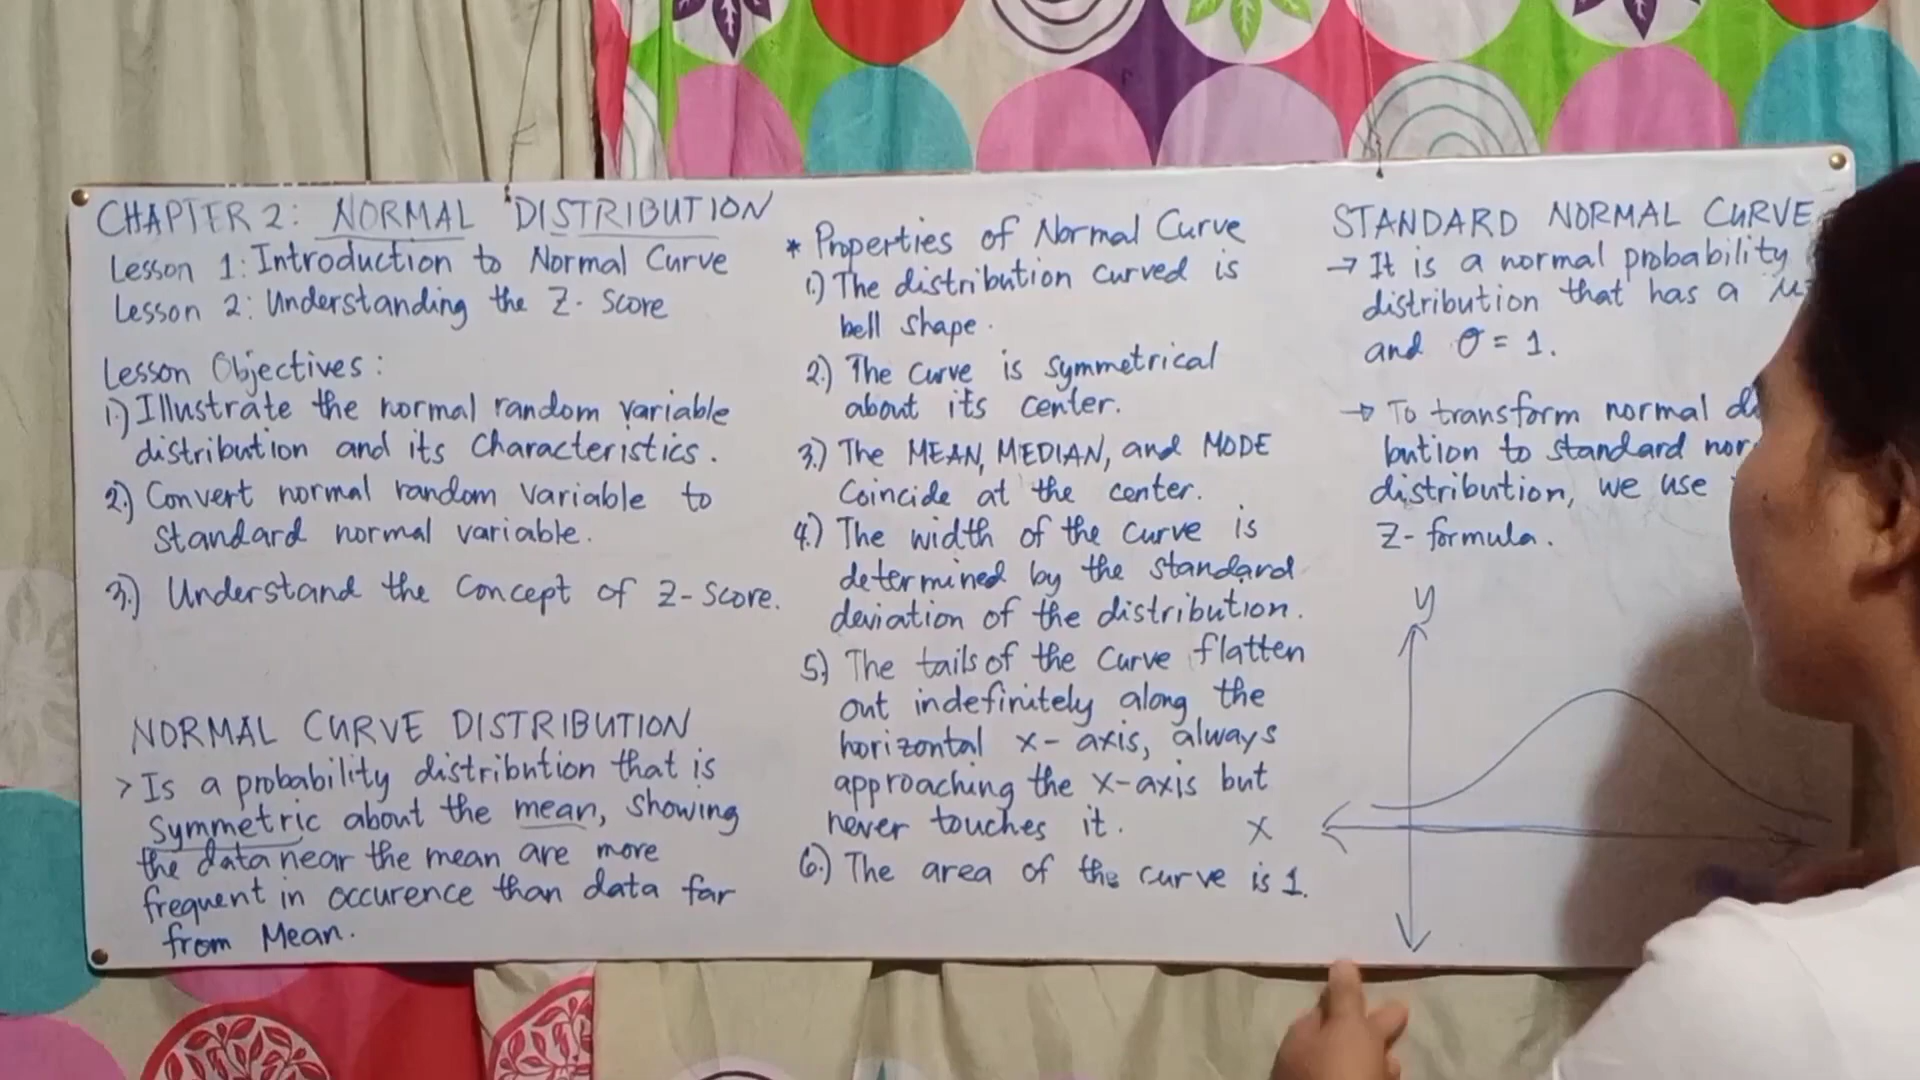 CHAPTER 2: NORMAL DISTRIBUTION
Lesson 1: Introduction to Normal Curve
Lesson 2: Understanding the Z-Score
Lesson Objectives:
1.) Illustrate the normal random variable
distribution and its characteristics.
2.) Convert normal random variable to
standard normal variable.
3.) Understand the concept of Z-Score.
NORMAL CURVE DISTRIBUTION
> Is a probability distribution that is
symmetric about the mean, showing
the data near the mean are more
frequent in occurence than data far
from Mean.
* Properties of Normal Curve
1.) The distribution curved is
bell shape.
2.) The curve is symmetrical
about its center.
3.) The MEAN, MEDIAN, and MODE
coincide at the center.
4.) The width of the curve is
determined by the standard
deviation of the distribution.
5.) The tails of the curve flatten
out indefinitely along the
horizontal x-axis, always
approaching the x-axis but
never touches it.
6.) The area of the curve is 1.
STANDARD NORMAL CURVE
→ It is a normal probability
distribution that has a μ
and σ = 1.
→ To transform normal
bution to standard
distribution, we use
Z-formula.
y
x